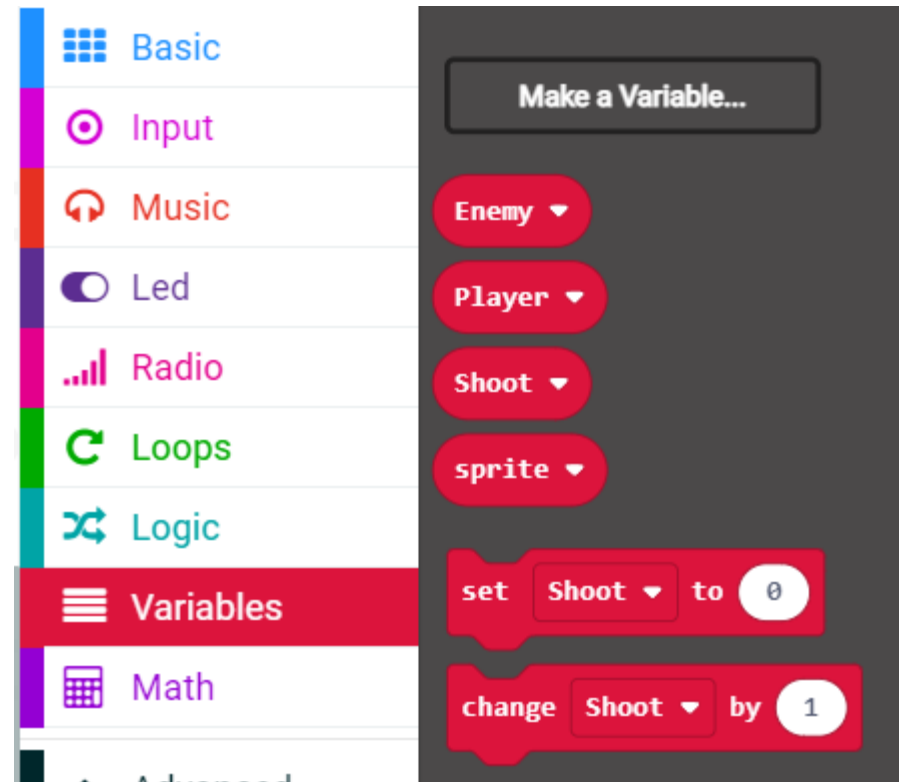 Basic
Input
Music
Led
Radio
Loops
Logic
Variables
Math
Advanced
Make a Variable...
Enemy
Player
Shoot
sprite
set Shoot to 0
change Shoot by 1